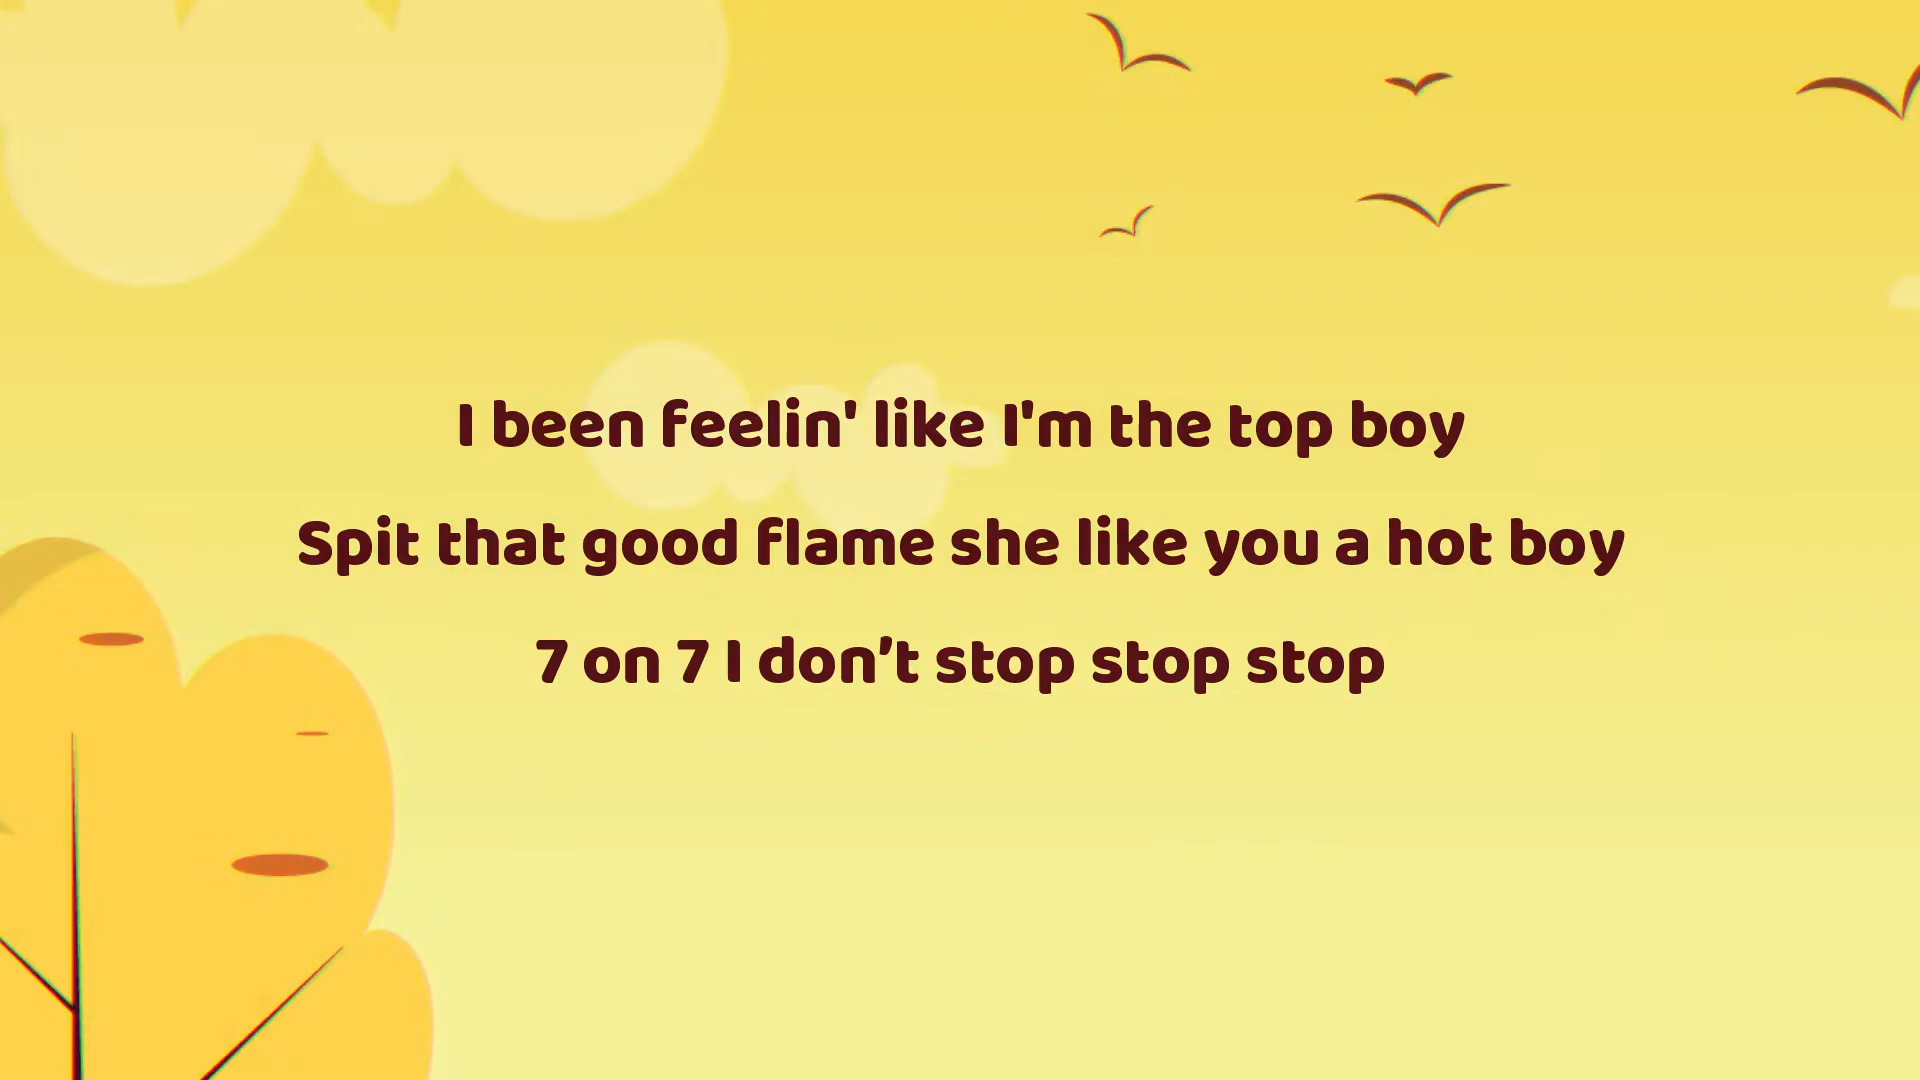 I been feelin' like I'm the top boy
Spit that good flame she like you a hot boy
7 on 7 I don’t stop stop stop